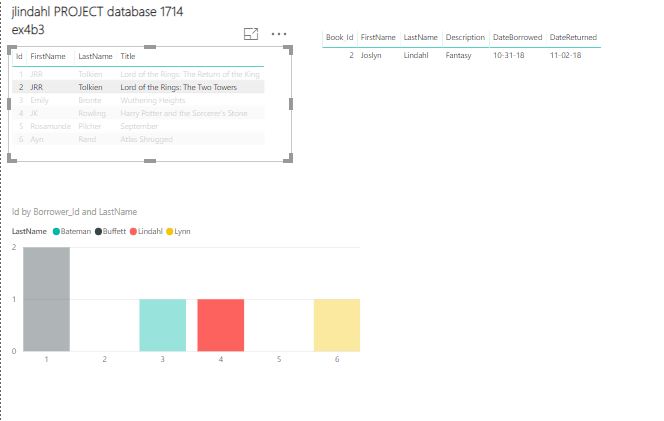 jlindahl PROJECT database 1714
ex4b3
Id FirstName LastName Title
1 JRR Tolkien Lord of the Rings: The Return of the King
2 JRR Tolkien Lord of the Rings: The Two Towers
3 Emily Bronte Wuthering Heights
4 JK Rowling Harry Potter and the Sorcerer's Stone
5 Rosamunde Pilcher September
6 Ayn Rand Atlas Shrugged
Book_Id FirstName LastName Description DateBorrowed DateReturned
2 Joslyn Lindahl Fantasy 10-31-18 11-02-18
Id by Borrower_Id and LastName
LastName Bateman Buffett Lindahl Lynn
2
1
0
1 2 3 4 5 6